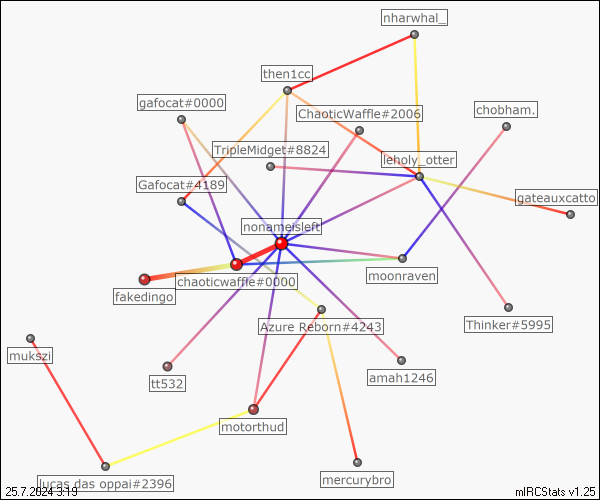 nharwhal_
then1cc
gafocat#0000
ChaoticWaffle#2006
chobham.
TripleMidget#8824
leholy_otter
Gafocat#4189
gateauxcatto
nonameisleft
moonraven
chaoticwaffle#0000
fakedingo
Azure Reborn#4243
Thinker#5995
mukszi
tt532
amah1246
motorthud
lucas das oppai#2396
mercurybro
25.7.2024 3:19
mIRCStats v1.25